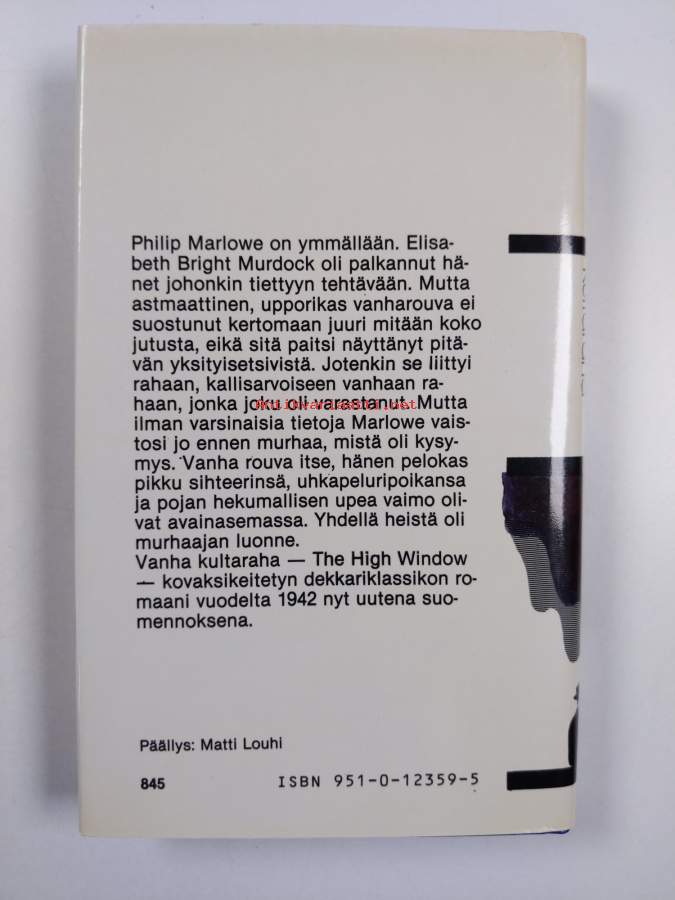 Philip Marlowe on ymmällään. Elisa-
beth Bright Murdock oli palkannut hä-
net johonkin tiettyyn tehtävään. Mutta
astmaattinen, upporikas vanharouva ei
suostunut kertomaan juuri mitään koko
jutusta, eikä sitä paitsi näyttänyt pitä-
vän yksityisetsivistä. Jotenkin se liittyi
rahaan, kallisarvoiseen vanhaan ra-
haan, jonka joku oli varastanut. Mutta
Antikvariaatti.net
ilman varsinaisia tietoja Marlowe vais-
tosi jo ennen murhaa, mistä oli kysy-
mys. Vanha rouva itse, hänen pelokas
pikku sihteerinsä, uhkapeluripoikansa
ja pojan hekumallisen upea vaimo oli-
vat avainasemassa. Yhdellä heistä oli
murhaajan luonne.
Vanha kultaraha — The High Window
— kovaksikeitetyn dekkariklassikon ro-
maani vuodelta 1942 nyt uutena suo-
mennoksena.
Päällys: Matti Louhi
845
ISBN 951-0-12359-5